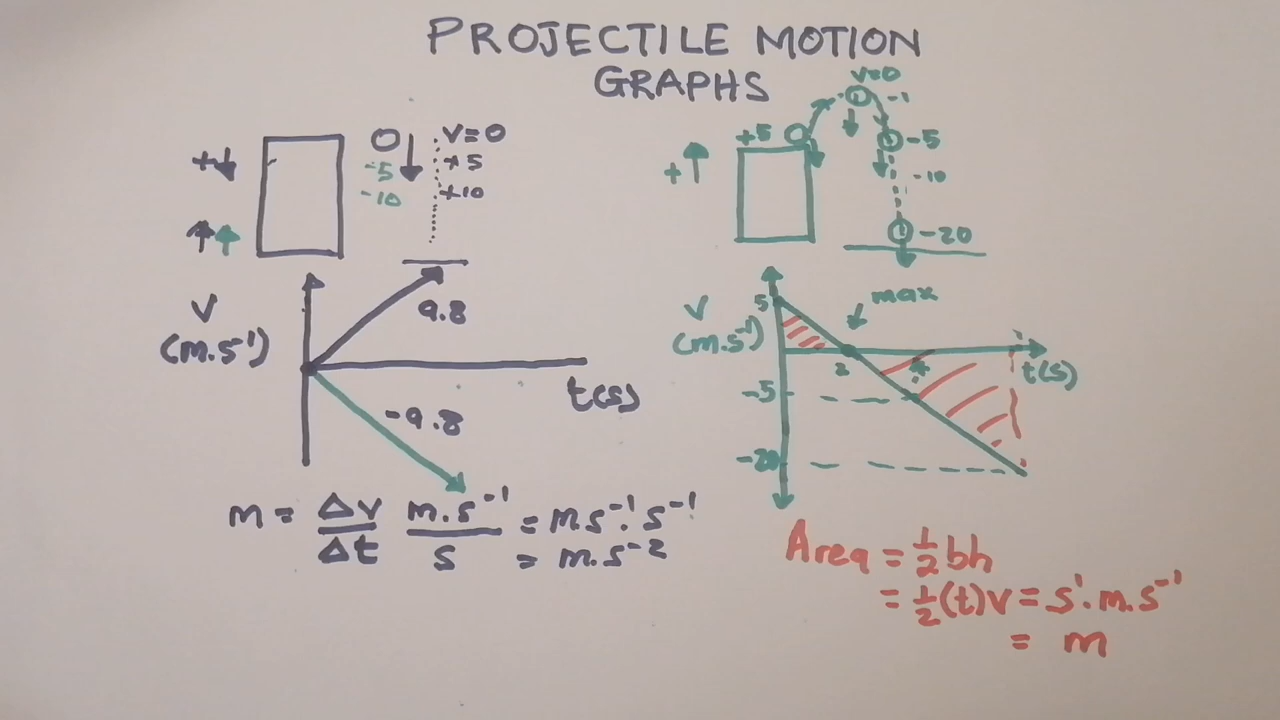 PROJECTILE MOTION
GRAPHS
+
O
V=0
-5
+5
-10
+10
V
(m.s⁻¹)
9.8
t(s)
-9.8
m = Δv/Δt m.s⁻¹/s = m.s⁻¹.s⁻¹
= m.s⁻²
V=0
-1
+5
-5
+
-10
-20
V
(m.s⁻¹)
5
max
2
4
t(s)
-5
-20
Area = ½bh
= ½(t)v = s¹.m.s⁻¹
= m